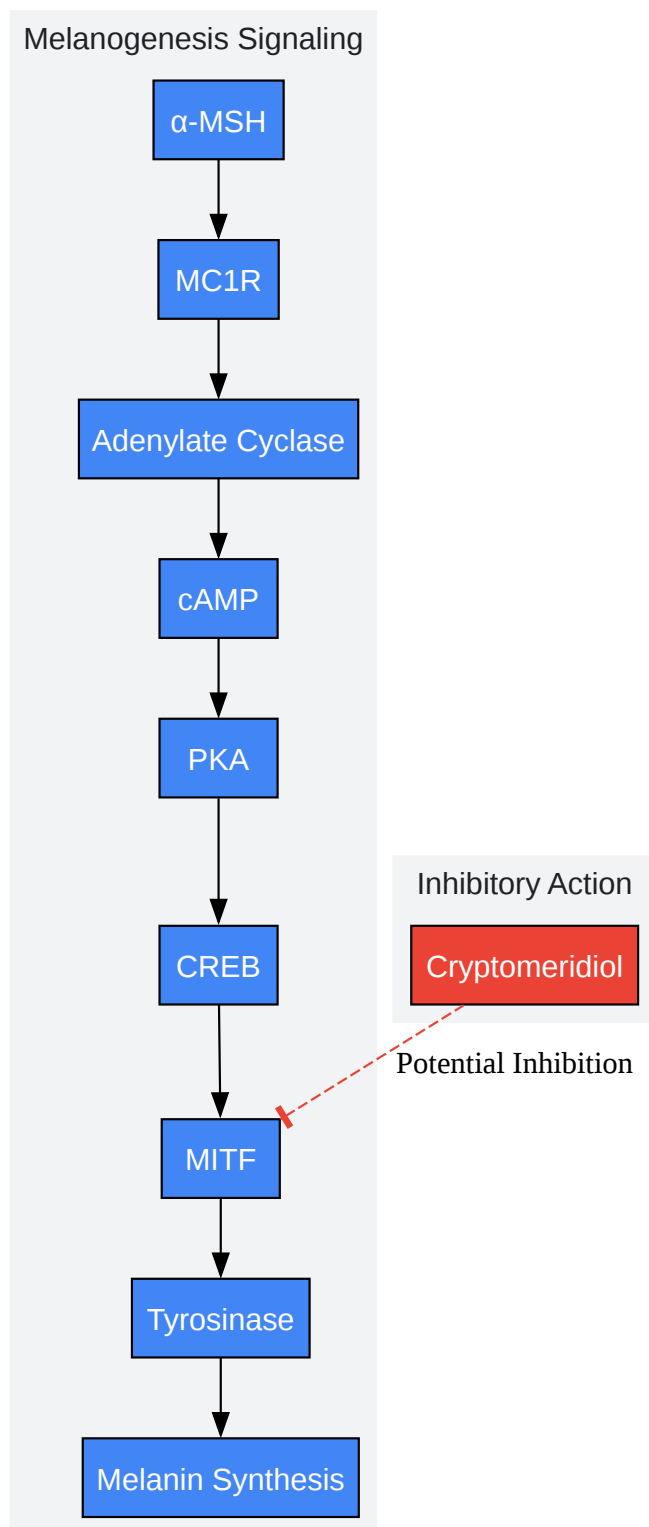 Melanogenesis Signaling
α-MSH
MC1R
Adenylate Cyclase
cAMP
PKA
Inhibitory Action
CREB
Cryptomeridiol
Potential Inhibition
MITF
Tyrosinase
Melanin Synthesis